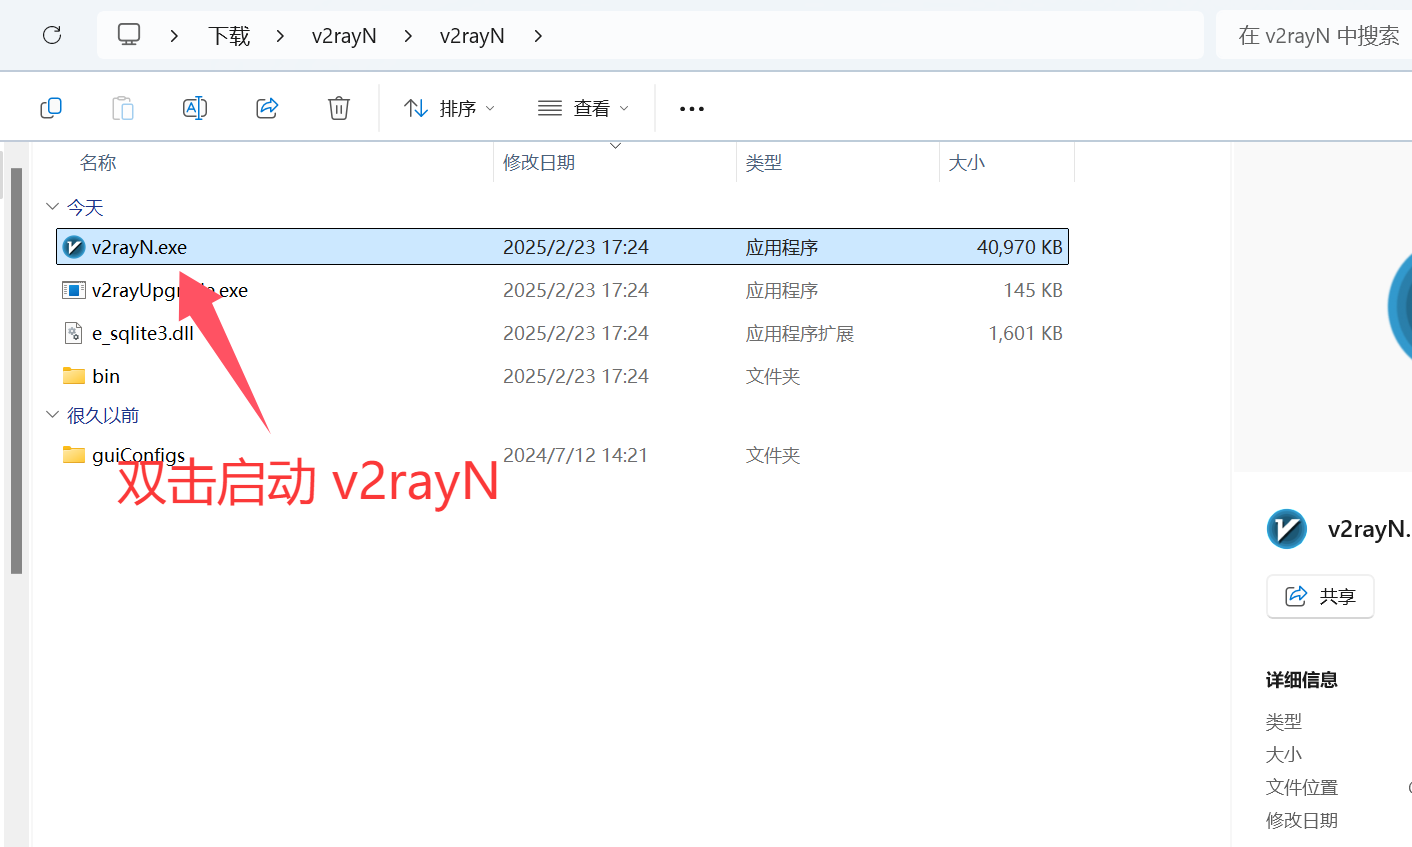 下载 v2rayN v2rayN 在 v2rayN 中搜索
排序 查看
名称 修改日期 类型 大小
今天
v2rayN.exe 2025/2/23 17:24 应用程序 40,970 KB
2025/2/23 17:24 应用程序 145 KB
e_sqlite3.dll 2025/2/23 17:24 应用程序扩展 1,601 KB
bin 2025/2/23 17:24 文件夹
很久以前
guiConfigs 2024/7/12 14:21 文件夹
双击启动 v2rayN
v2rayN.
共享
详细信息
类型
大小
文件位置
修改日期